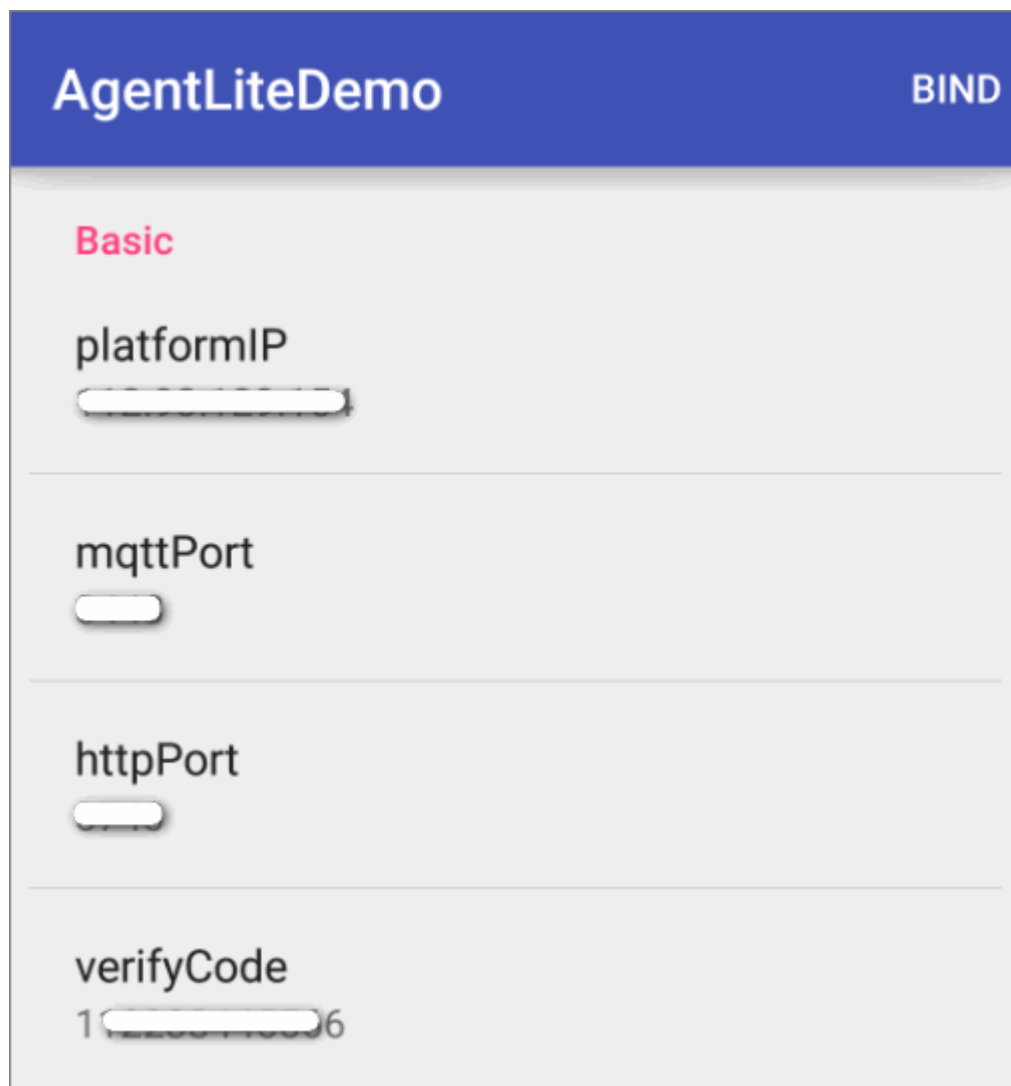 AgentLiteDemo
BIND
Basic
platformIP
mqttPort
httpPort
verifyCode